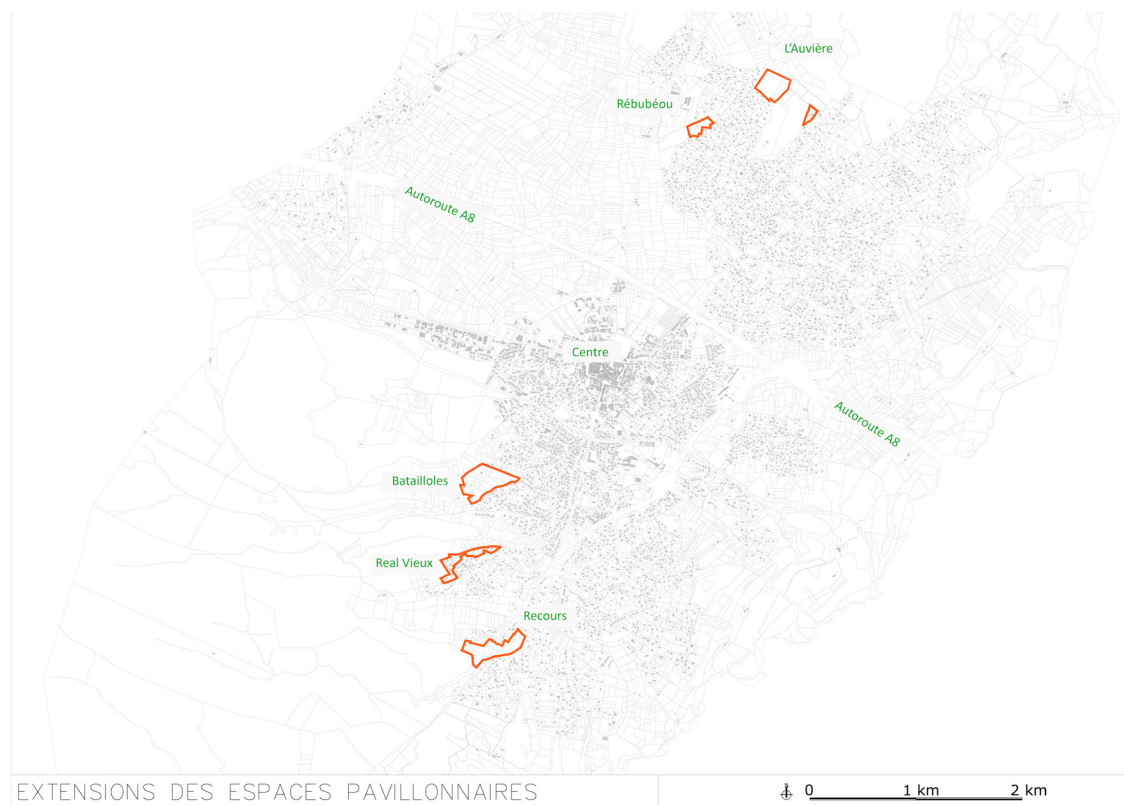 L'Auvière
Rébubéou
Autoroute A8
Centre
Autoroute A8
Batailloles
Real Vieux
Recours
EXTENSIONS DES ESPACES PAVILLONNAIRES
0 1 km 2 km